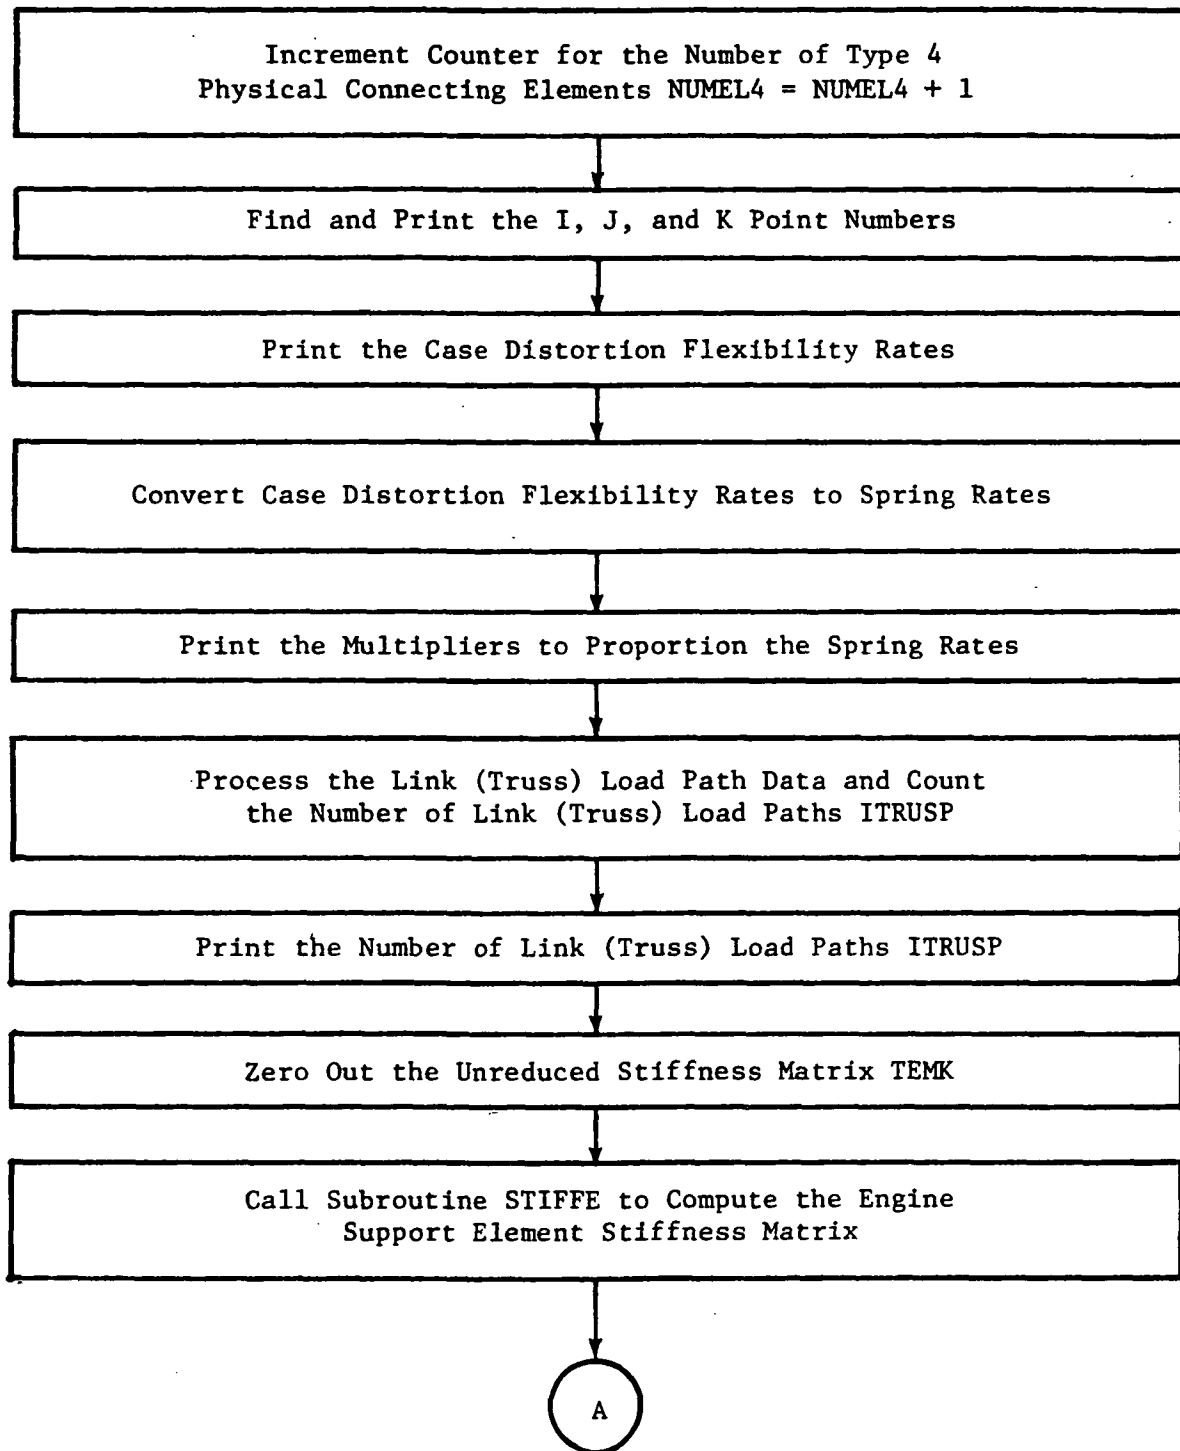 Increment Counter for the Number of Type 4
Physical Connecting Elements NUMEL4 = NUMEL4 + 1
Find and Print the I, J, and K Point Numbers
Print the Case Distortion Flexibility Rates
Convert Case Distortion Flexibility Rates to Spring Rates
Print the Multipliers to Proportion the Spring Rates
Process the Link (Truss) Load Path Data and Count
the Number of Link (Truss) Load Paths ITRUSP
Print the Number of Link (Truss) Load Paths ITRUSP
Zero Out the Unreduced Stiffness Matrix TEMK
Call Subroutine STIFFE to Compute the Engine
Support Element Stiffness Matrix
A